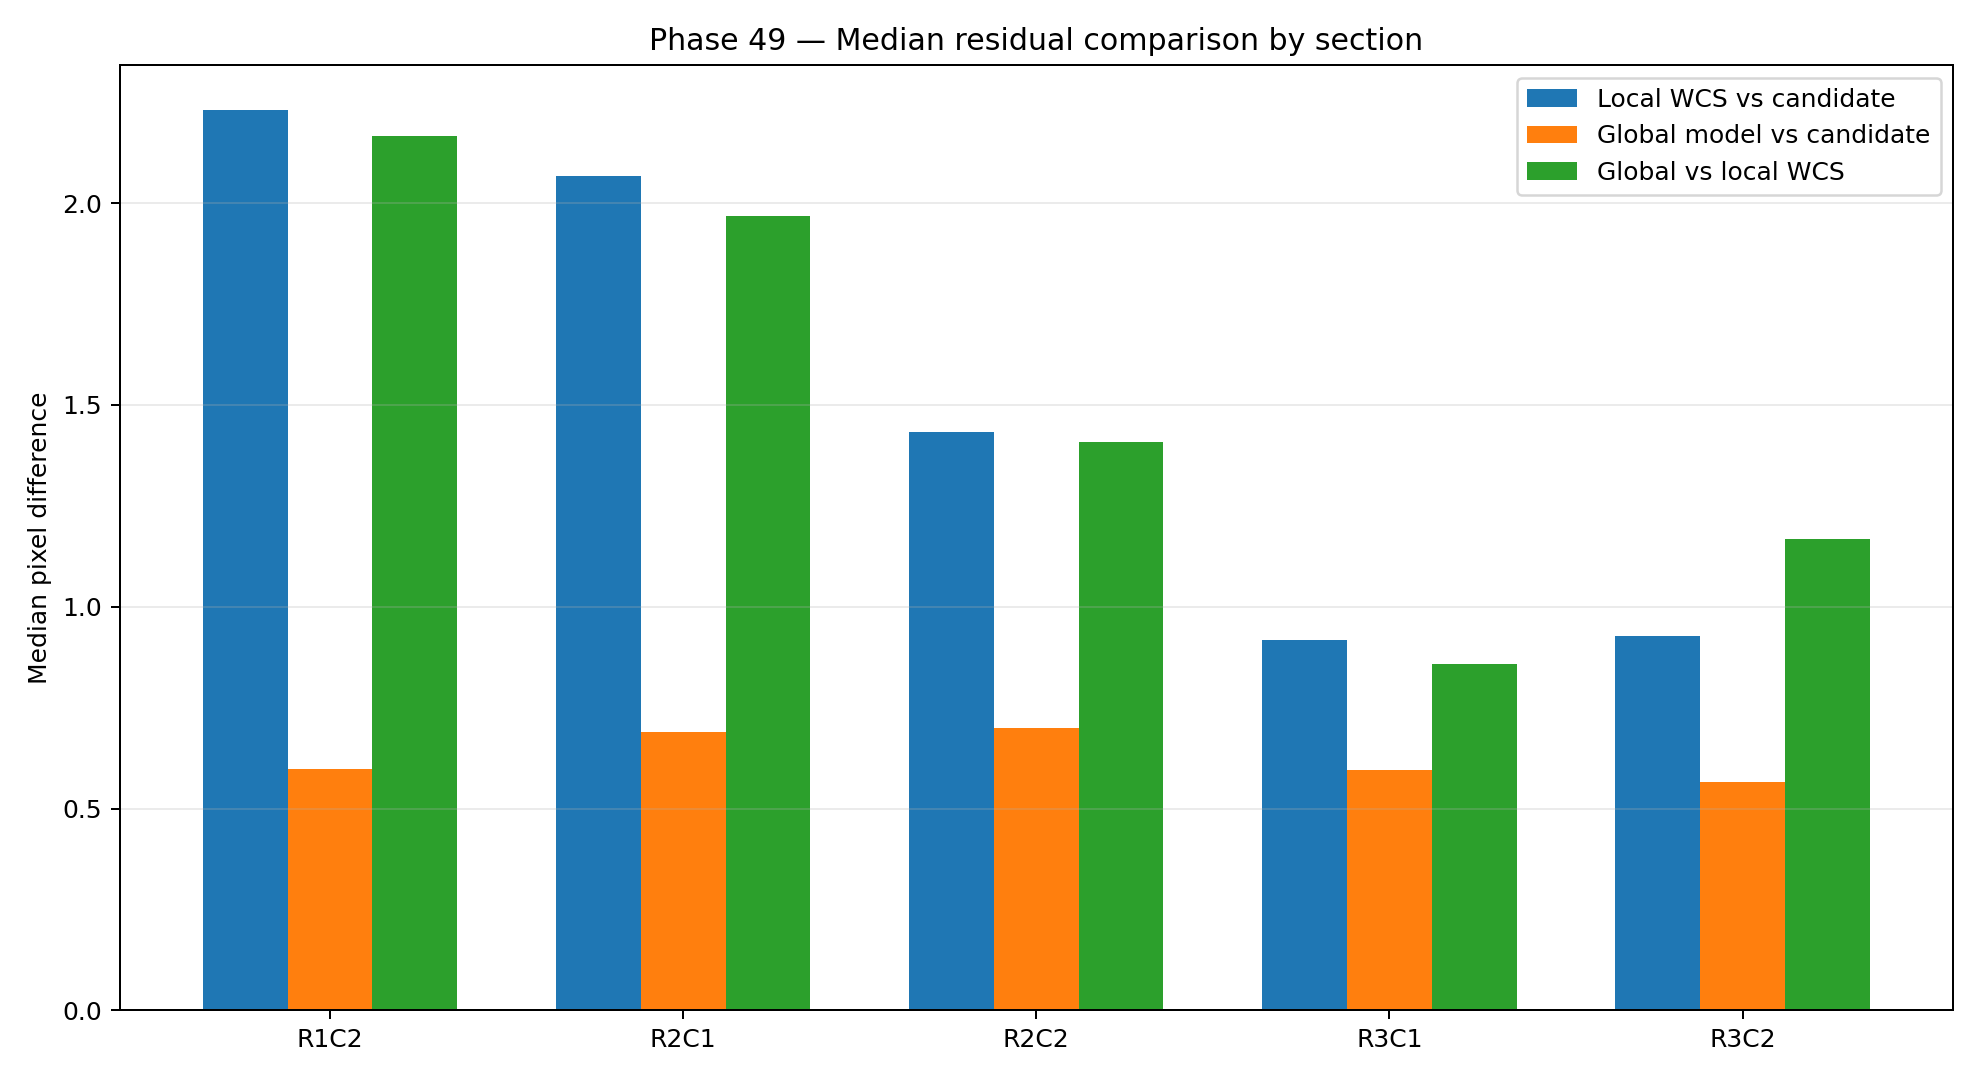 Phase 49 — Median residual comparison by section
Local WCS vs candidate
Global model vs candidate
Global vs local WCS
Median pixel difference
2.0
1.5
1.0
0.5
0.0
R1C2
R2C1
R2C2
R3C1
R3C2